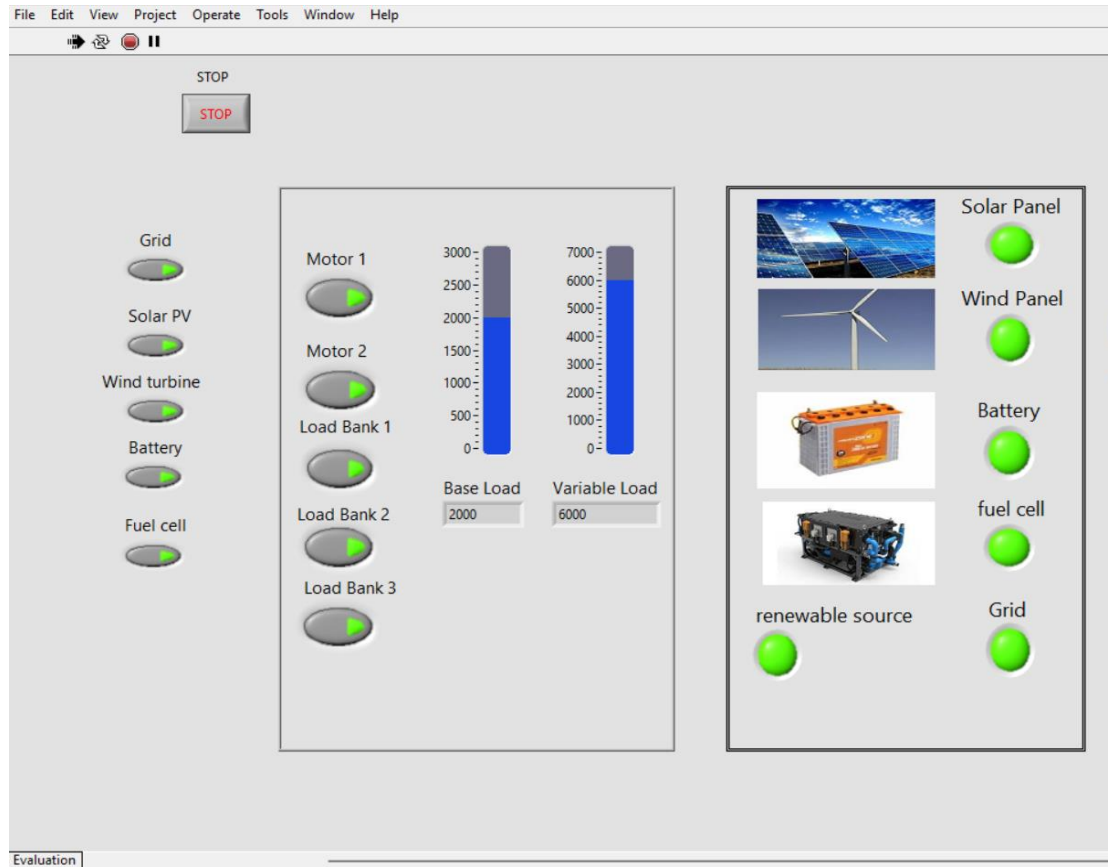 File Edit View Project Operate Tools Window Help
STOP
STOP
Grid
Solar PV
Wind turbine
Battery
Fuel cell
Motor 1
Motor 2
Load Bank 1
Load Bank 2
Load Bank 3
3000
2500
2000
1500
1000
500
0
Base Load
2000
7000
6000
5000
4000
3000
2000
1000
0
Variable Load
6000
Solar Panel
Wind Panel
Battery
fuel cell
renewable source
Grid
Evaluation